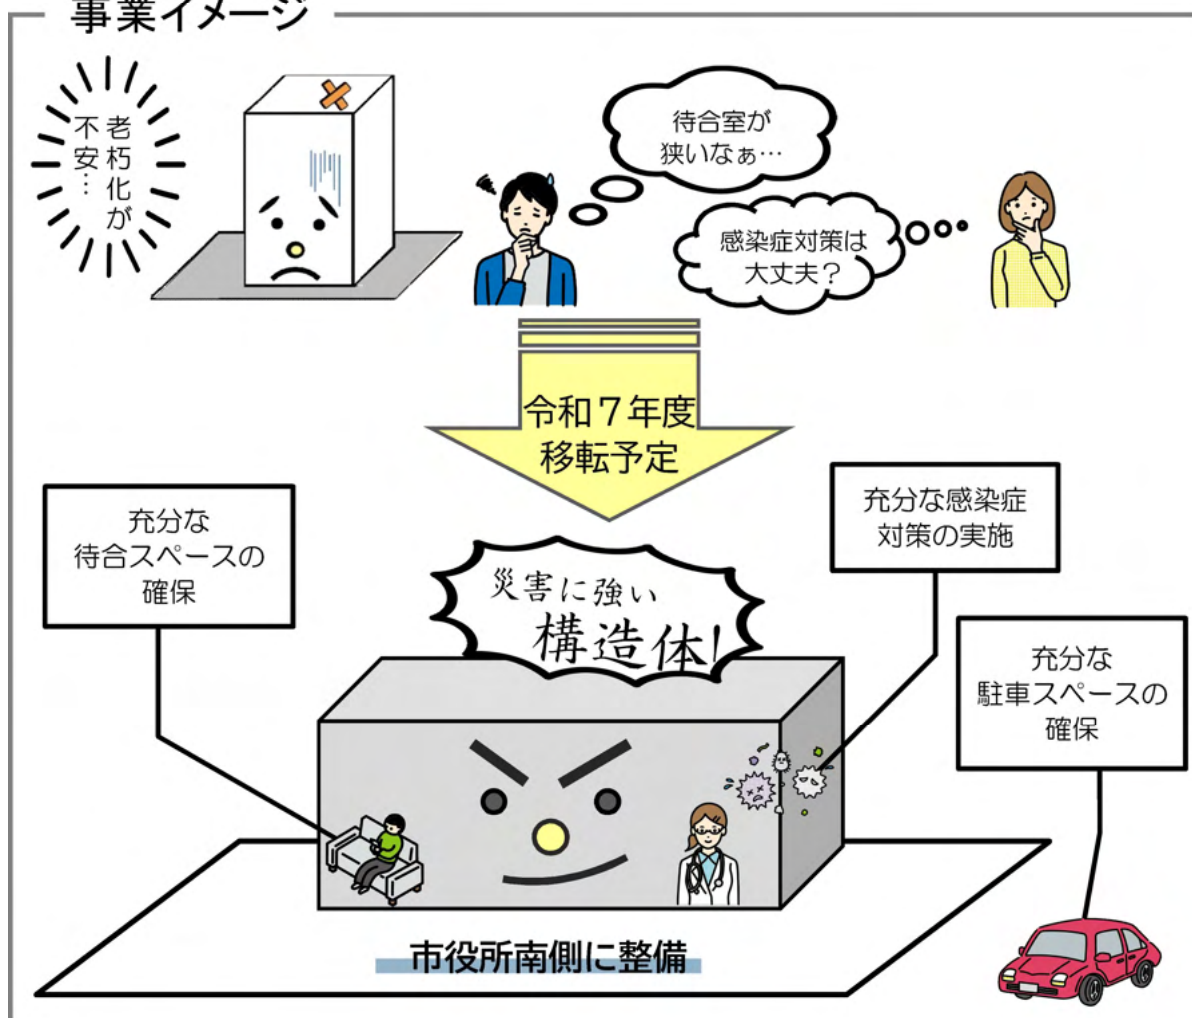 事業イメージ
老朽化が
不安…
待合室が
狭いなぁ…
感染症対策は
大丈夫？
令和７年度
移転予定
充分な
待合スペースの
確保
充分な感染症
対策の実施
災害に強い
構造体!
充分な
駐車スペースの
確保
市役所南側に整備